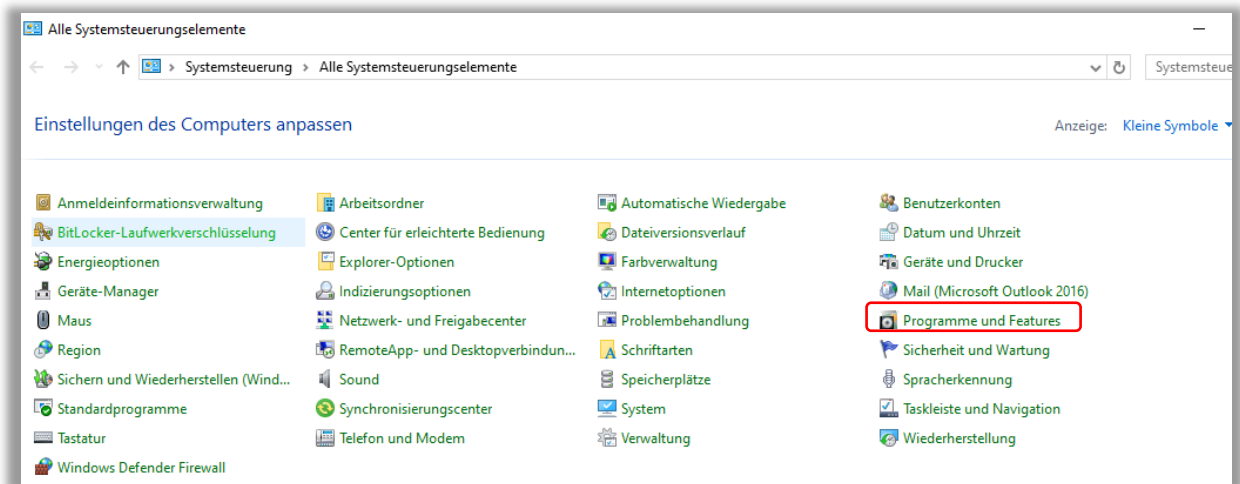 Alle Systemsteuerungselemente
Systemsteuerung > Alle Systemsteuerungselemente
Systemsteue
Einstellungen des Computers anpassen
Anzeige: Kleine Symbole
Anmeldeinformationsverwaltung Arbeitsordner Automatische Wiedergabe Benutzerkonten
BitLocker-Laufwerkverschlüsselung Center für erleichterte Bedienung Dateiversionsverlauf Datum und Uhrzeit
Energieoptionen Explorer-Optionen Farbverwaltung Geräte und Drucker
Geräte-Manager Indizierungsoptionen Internetoptionen Mail (Microsoft Outlook 2016)
Maus Netzwerk- und Freigabecenter Problembehandlung Programme und Features
Region RemoteApp- und Desktopverbindun... Schriftarten Sicherheit und Wartung
Sichern und Wiederherstellen (Wind... Sound Speicherplätze Spracherkennung
Standardprogramme Synchronisierungscenter System Taskleiste und Navigation
Tastatur Telefon und Modem Verwaltung Wiederherstellung
Windows Defender Firewall